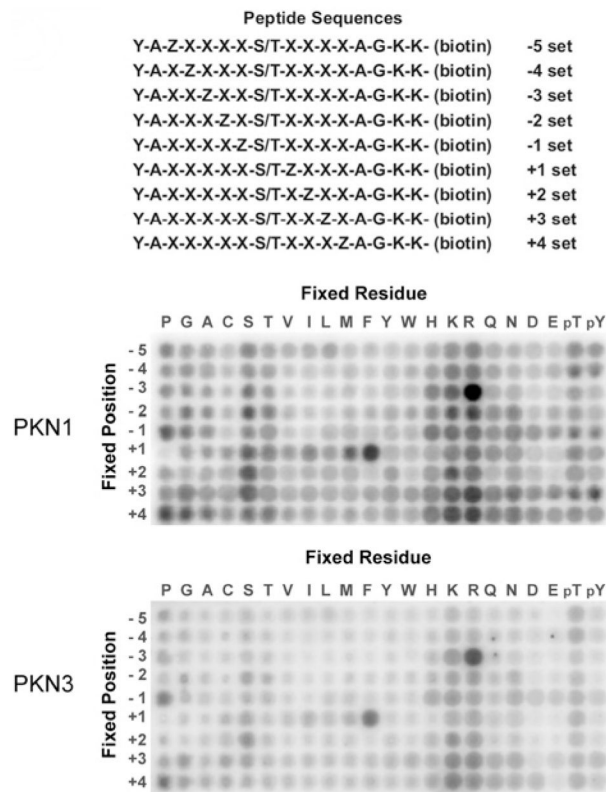 Peptide Sequences
Y-A-Z-X-X-X-X-S/T-X-X-X-X-A-G-K-K- (biotin) -5 set
Y-A-X-Z-X-X-X-S/T-X-X-X-X-A-G-K-K- (biotin) -4 set
Y-A-X-X-Z-X-X-S/T-X-X-X-X-A-G-K-K- (biotin) -3 set
Y-A-X-X-X-Z-X-S/T-X-X-X-X-A-G-K-K- (biotin) -2 set
Y-A-X-X-X-X-Z-S/T-X-X-X-X-A-G-K-K- (biotin) -1 set
Y-A-X-X-X-X-X-S/T-Z-X-X-X-A-G-K-K- (biotin) +1 set
Y-A-X-X-X-X-X-S/T-X-Z-X-X-A-G-K-K- (biotin) +2 set
Y-A-X-X-X-X-X-S/T-X-X-Z-X-A-G-K-K- (biotin) +3 set
Y-A-X-X-X-X-X-S/T-X-X-X-Z-A-G-K-K- (biotin) +4 set
Fixed Residue
P G A C S T V I L M F Y W H K R Q N D E pT pY
PKN1
Fixed Position
- 5
- 4
- 3
- 2
- 1
+1
+2
+3
+4
Fixed Residue
P G A C S T V I L M F Y W H K R Q N D E pT pY
PKN3
Fixed Position
- 5
- 4
- 3
- 2
- 1
+1
+2
+3
+4